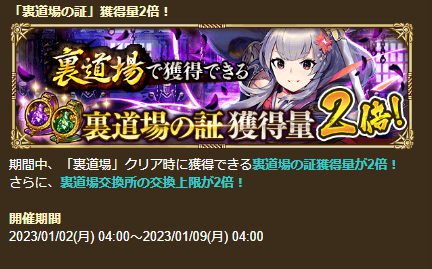 「裏道場の証」獲得量2倍！
裏道場で獲得できる
裏道場の証獲得量2倍!
期間中、「裏道場」クリア時に獲得できる裏道場の証獲得量が2倍！
さらに、裏道場交換所の交換上限が2倍！
開催期間
2023/01/02(月) 04:00～2023/01/09(月) 04:00